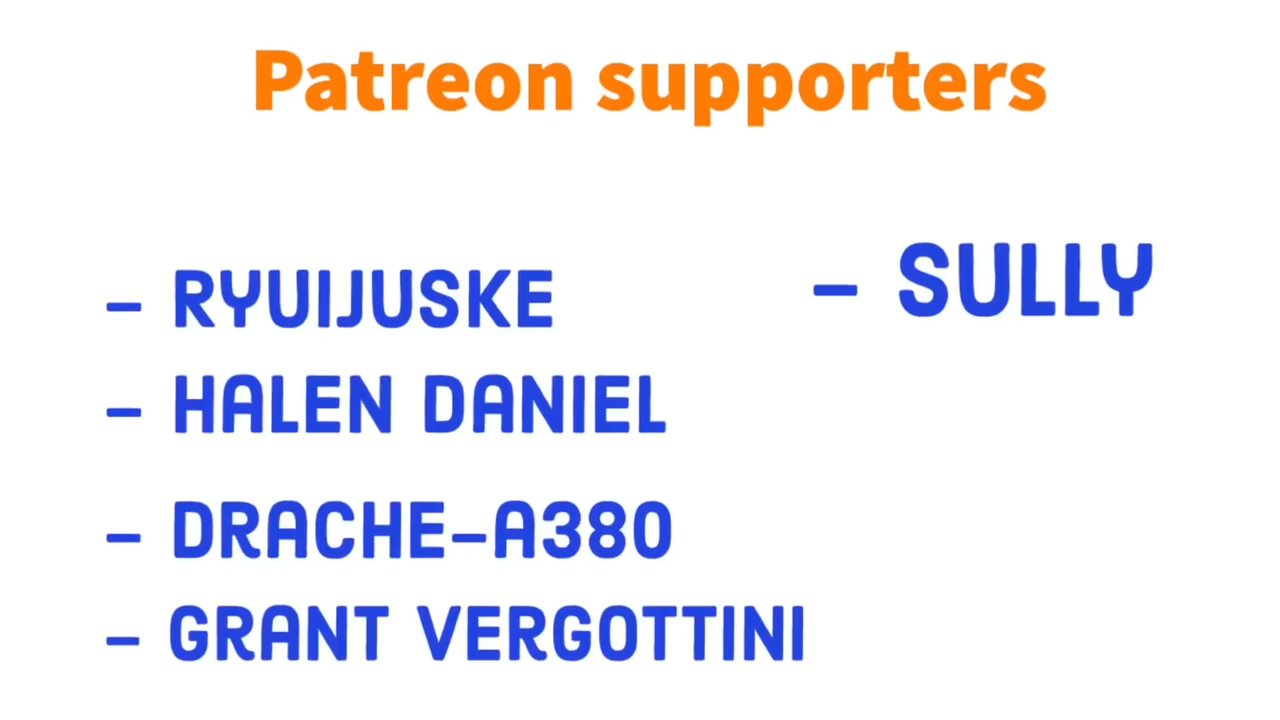 Patreon supporters
- RYUIJUSKE
- HALEN DANIEL
- DRACHE-A380
- GRANT VERGOTTINI
- SULLY